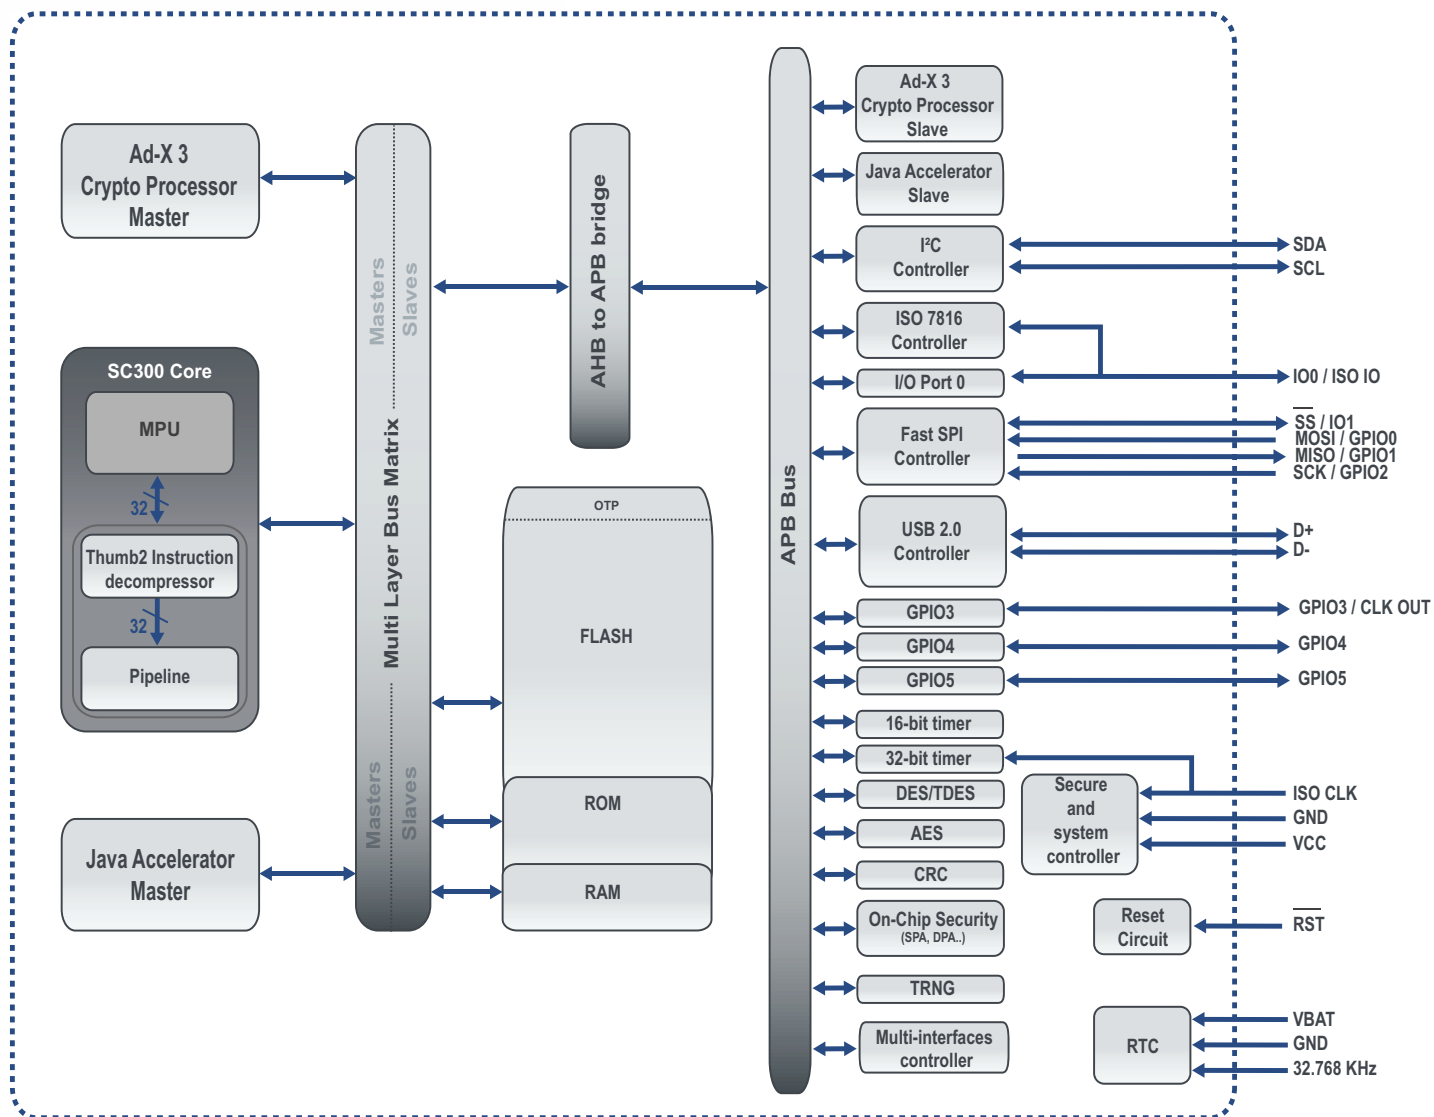 Ad-X 3
Crypto Processor
Master
SC300 Core
MPU
32
Thumb2 Instruction
decompressor
32
Pipeline
Java Accelerator
Master
Masters
Slaves
Multi Layer Bus Matrix
Masters
Slaves
AHB to APB bridge
OTP
FLASH
ROM
RAM
APB Bus
Ad-X 3
Crypto Processor
Slave
Java Accelerator
Slave
I²C
Controller
ISO 7816
Controller
I/O Port 0
Fast SPI
Controller
USB 2.0
Controller
GPIO3
GPIO4
GPIO5
16-bit timer
32-bit timer
DES/TDES
AES
CRC
On-Chip Security
(SPA, DPA..)
TRNG
Multi-interfaces
controller
Secure
and
system
controller
Reset
Circuit
RTC
SDA
SCL
IO0 / ISO IO
S̅S̅ / IO1
MOSI / GPIO0
MISO / GPIO1
SCK / GPIO2
D+
D-
GPIO3 / CLK OUT
GPIO4
GPIO5
ISO CLK
GND
VCC
R̅S̅T̅
VBAT
GND
32.768 KHz